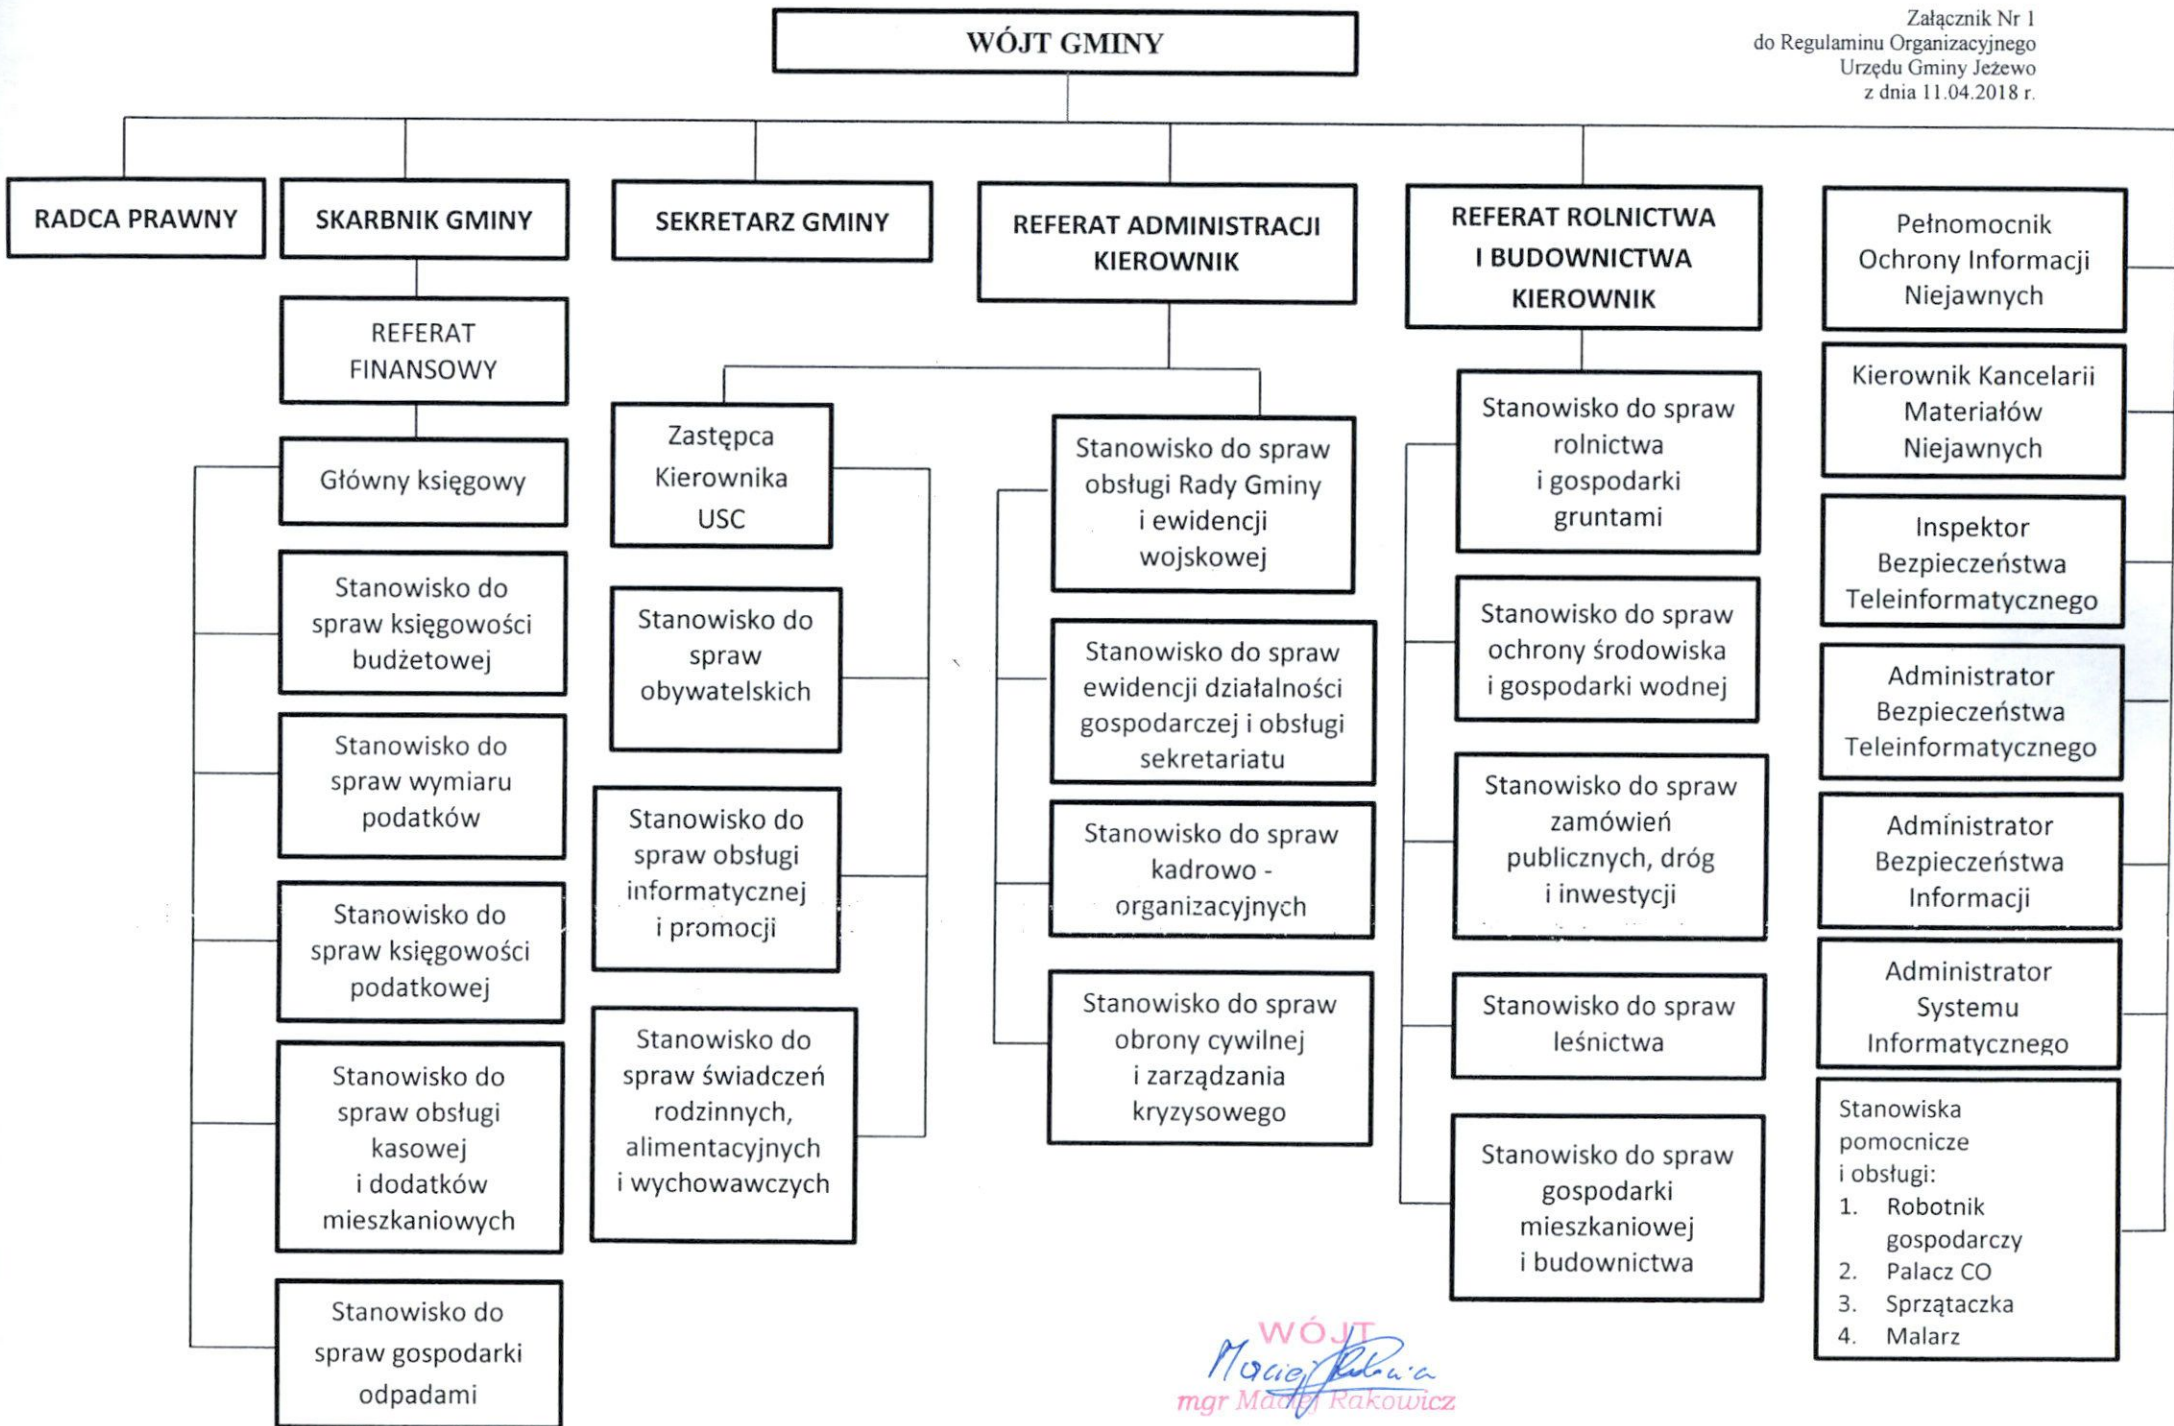 WÓJT GMINY
Załącznik Nr 1
do Regulaminu Organizacyjnego
Urzędu Gminy Jeżewo
z dnia 11.04.2018 r.
RADCA PRAWNY
SKARBNIK GMINY
SEKRETARZ GMINY
REFERAT ADMINISTRACJI
KIEROWNIK
REFERAT ROLNICTWA
I BUDOWNICTWA
KIEROWNIK
REFERAT
FINANSOWY
Główny księgowy
Stanowisko do
spraw księgowości
budżetowej
Stanowisko do
spraw wymiaru
podatków
Stanowisko do
spraw księgowości
podatkowej
Stanowisko do
spraw obsługi
kasowej
i dodatków
mieszkaniowych
Stanowisko do
spraw gospodarki
odpadami
Zastępca
Kierownika
USC
Stanowisko do
spraw
obywatelskich
Stanowisko do
spraw obsługi
informatycznej
i promocji
Stanowisko do
spraw świadczeń
rodzinnych,
alimentacyjnych
i wychowawczych
Stanowisko do spraw
obsługi Rady Gminy
i ewidencji
wojskowej
Stanowisko do spraw
ewidencji działalności
gospodarczej i obsługi
sekretariatu
Stanowisko do spraw
kadrowo -
organizacyjnych
Stanowisko do spraw
obrony cywilnej
i zarządzania
kryzysowego
Stanowisko do spraw
rolnictwa
i gospodarki
gruntami
Stanowisko do spraw
ochrony środowiska
i gospodarki wodnej
Stanowisko do spraw
zamówień
publicznych, dróg
i inwestycji
Stanowisko do spraw
leśnictwa
Stanowisko do spraw
gospodarki
mieszkaniowej
i budownictwa
Pełnomocnik
Ochrony Informacji
Niejawnych
Kierownik Kancelarii
Materiałów
Niejawnych
Inspektor
Bezpieczeństwa
Teleinformatycznego
Administrator
Bezpieczeństwa
Teleinformatycznego
Administrator
Bezpieczeństwa
Informacji
Administrator
Systemu
Informatycznego
Stanowiska
pomocnicze
i obsługi:
1. Robotnik
gospodarczy
2. Palacz CO
3. Sprzątaczka
4. Malarz
WÓJT
Maciej
mgr Maciej Rakowicz